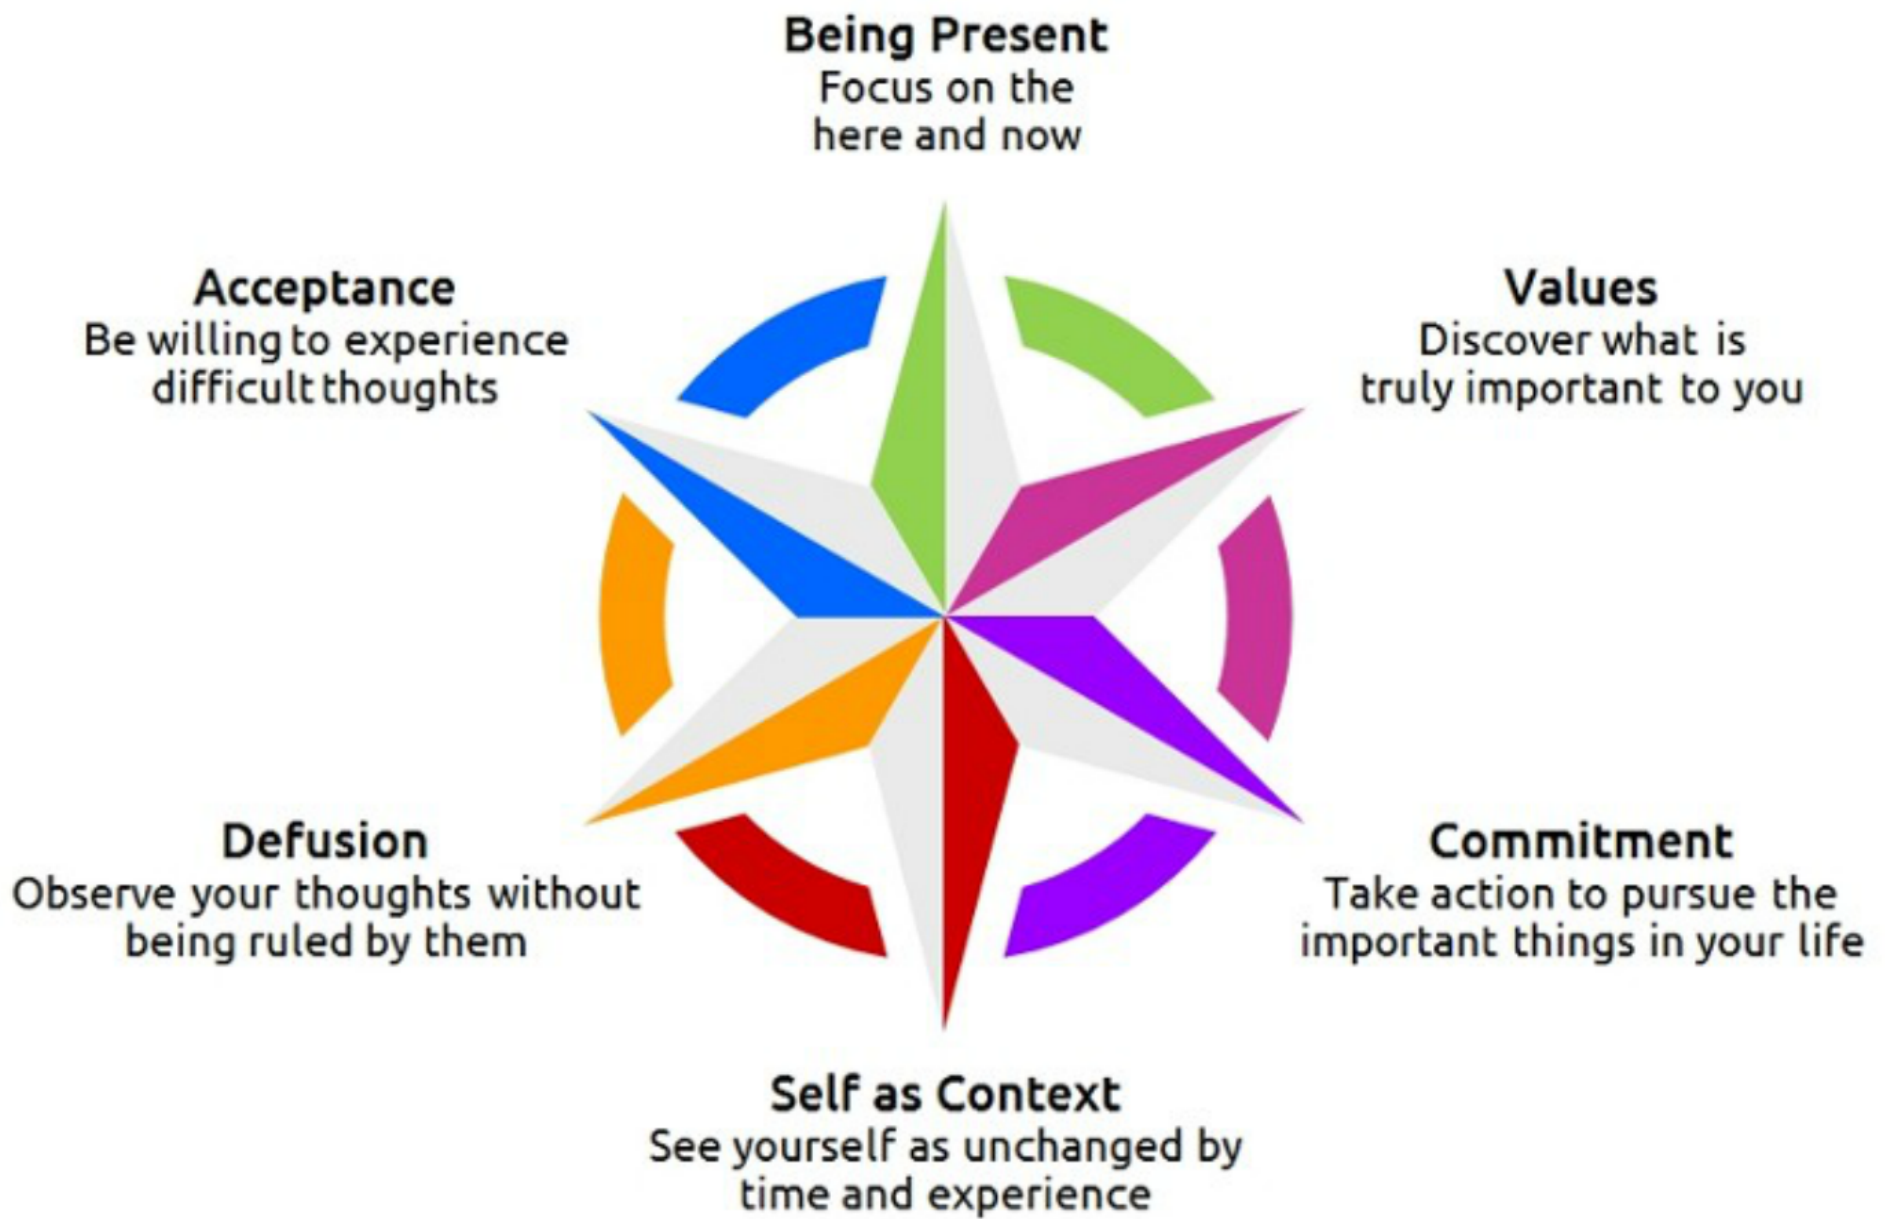 Being Present
Focus on the
here and now
Acceptance
Be willing to experience
difficult thoughts
Values
Discover what is
truly important to you
Defusion
Observe your thoughts without
being ruled by them
Commitment
Take action to pursue the
important things in your life
Self as Context
See yourself as unchanged by
time and experience